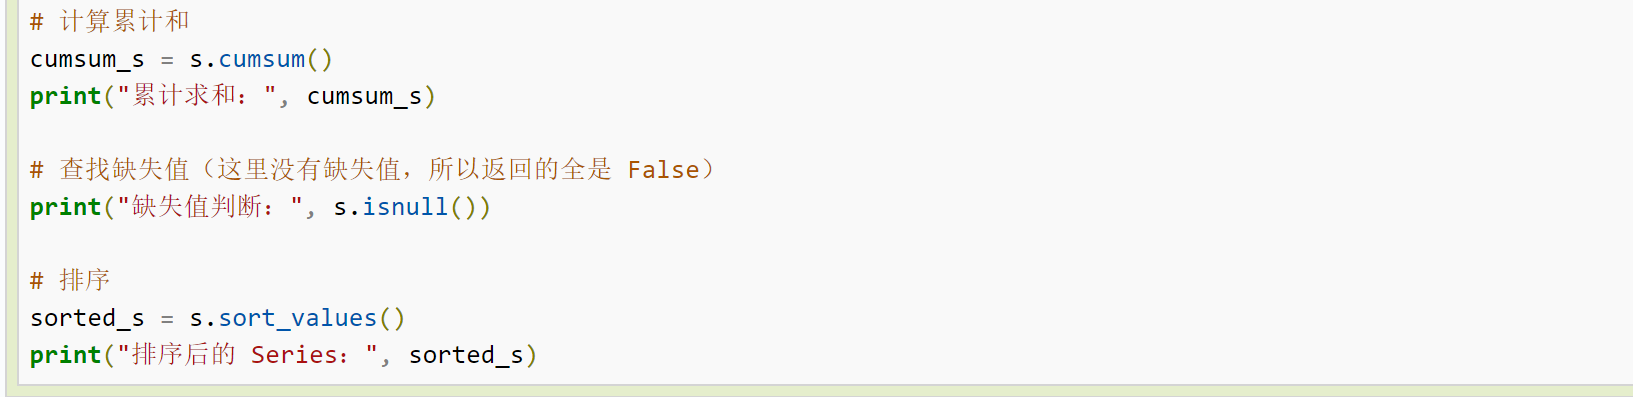 # 计算累计和
cumsum_s = s.cumsum()
print("累计求和：", cumsum_s)
# 查找缺失值（这里没有缺失值，所以返回的全是 False）
print("缺失值判断：", s.isnull())
# 排序
sorted_s = s.sort_values()
print("排序后的 Series：", sorted_s)